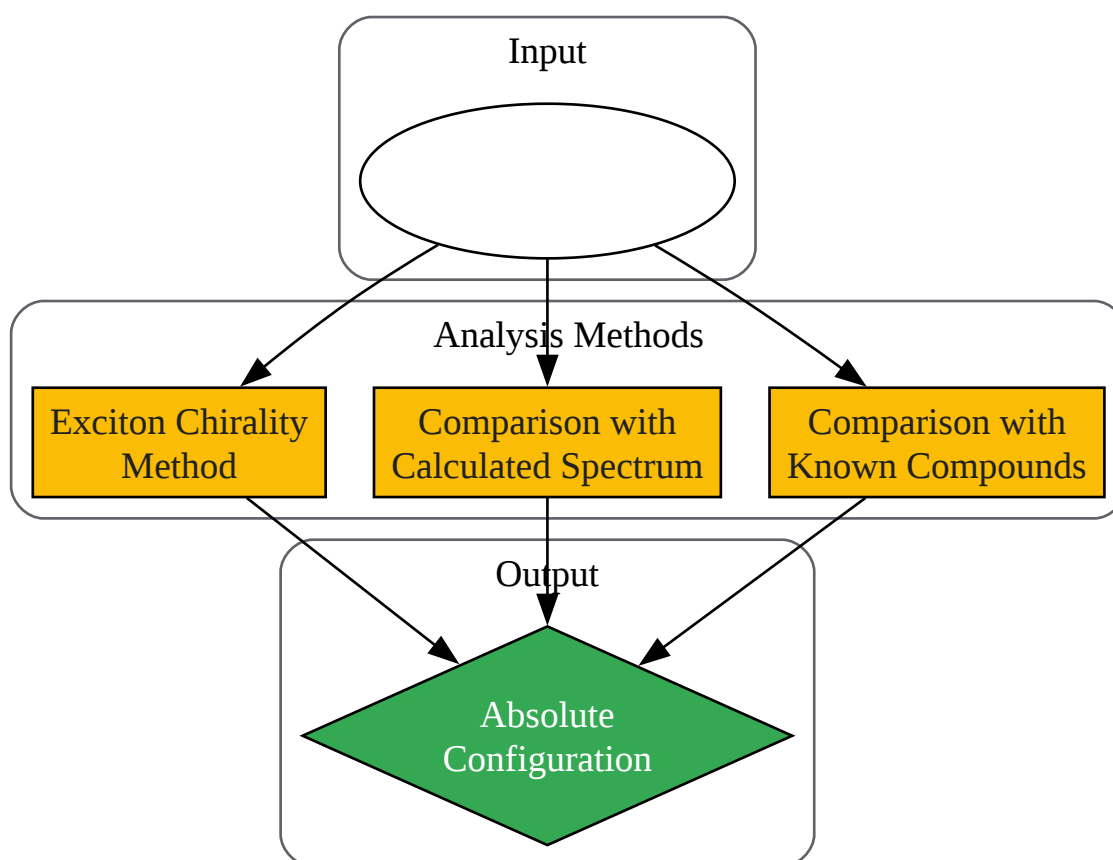 Input
Analysis Methods
Exciton Chirality
Method
Comparison with
Calculated Spectrum
Comparison with
Known Compounds
Output
Absolute
Configuration